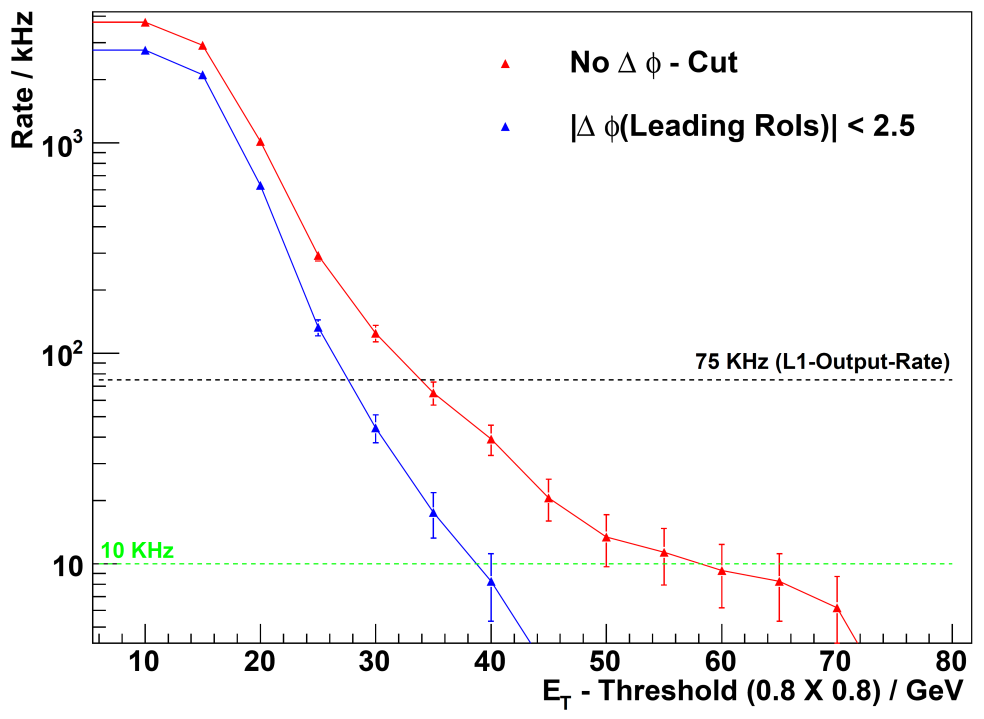 Rate / kHz
No Δ ϕ - Cut
|Δ ϕ(Leading RoIs)| < 2.5
10³
10²
75 KHz (L1-Output-Rate)
10 KHz
10
10 20 30 40 50 60 70 80
E_T - Threshold (0.8 X 0.8) / GeV